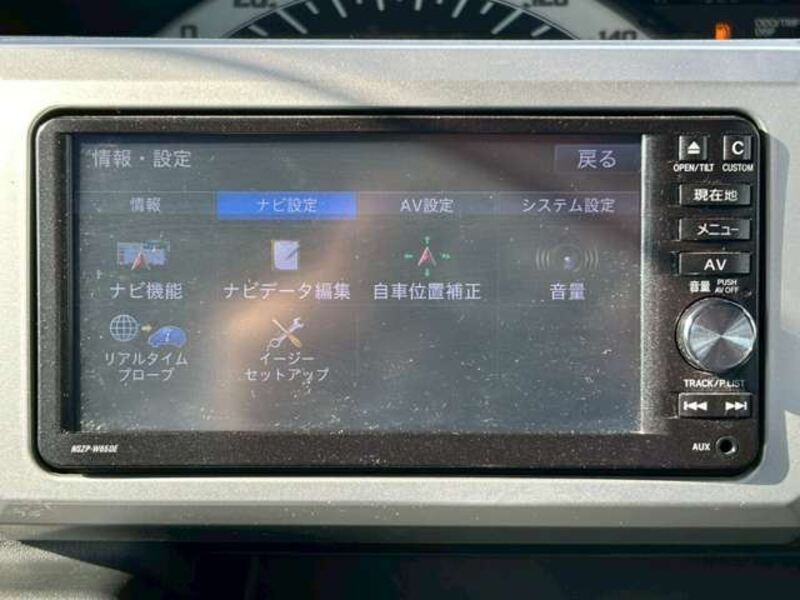 0 20 120 140
情報・設定 戻る
情報 ナビ設定 AV設定 システム設定
ナビ機能 ナビデータ編集 自車位置補正 音量
リアルタイム
プローブ
イージー
セットアップ
OPEN/TILT
C
CUSTOM
現在地
メニュー
AV
音量 PUSH
AV OFF
TRACK/P.LIST
AUX
NSZP-W65DE